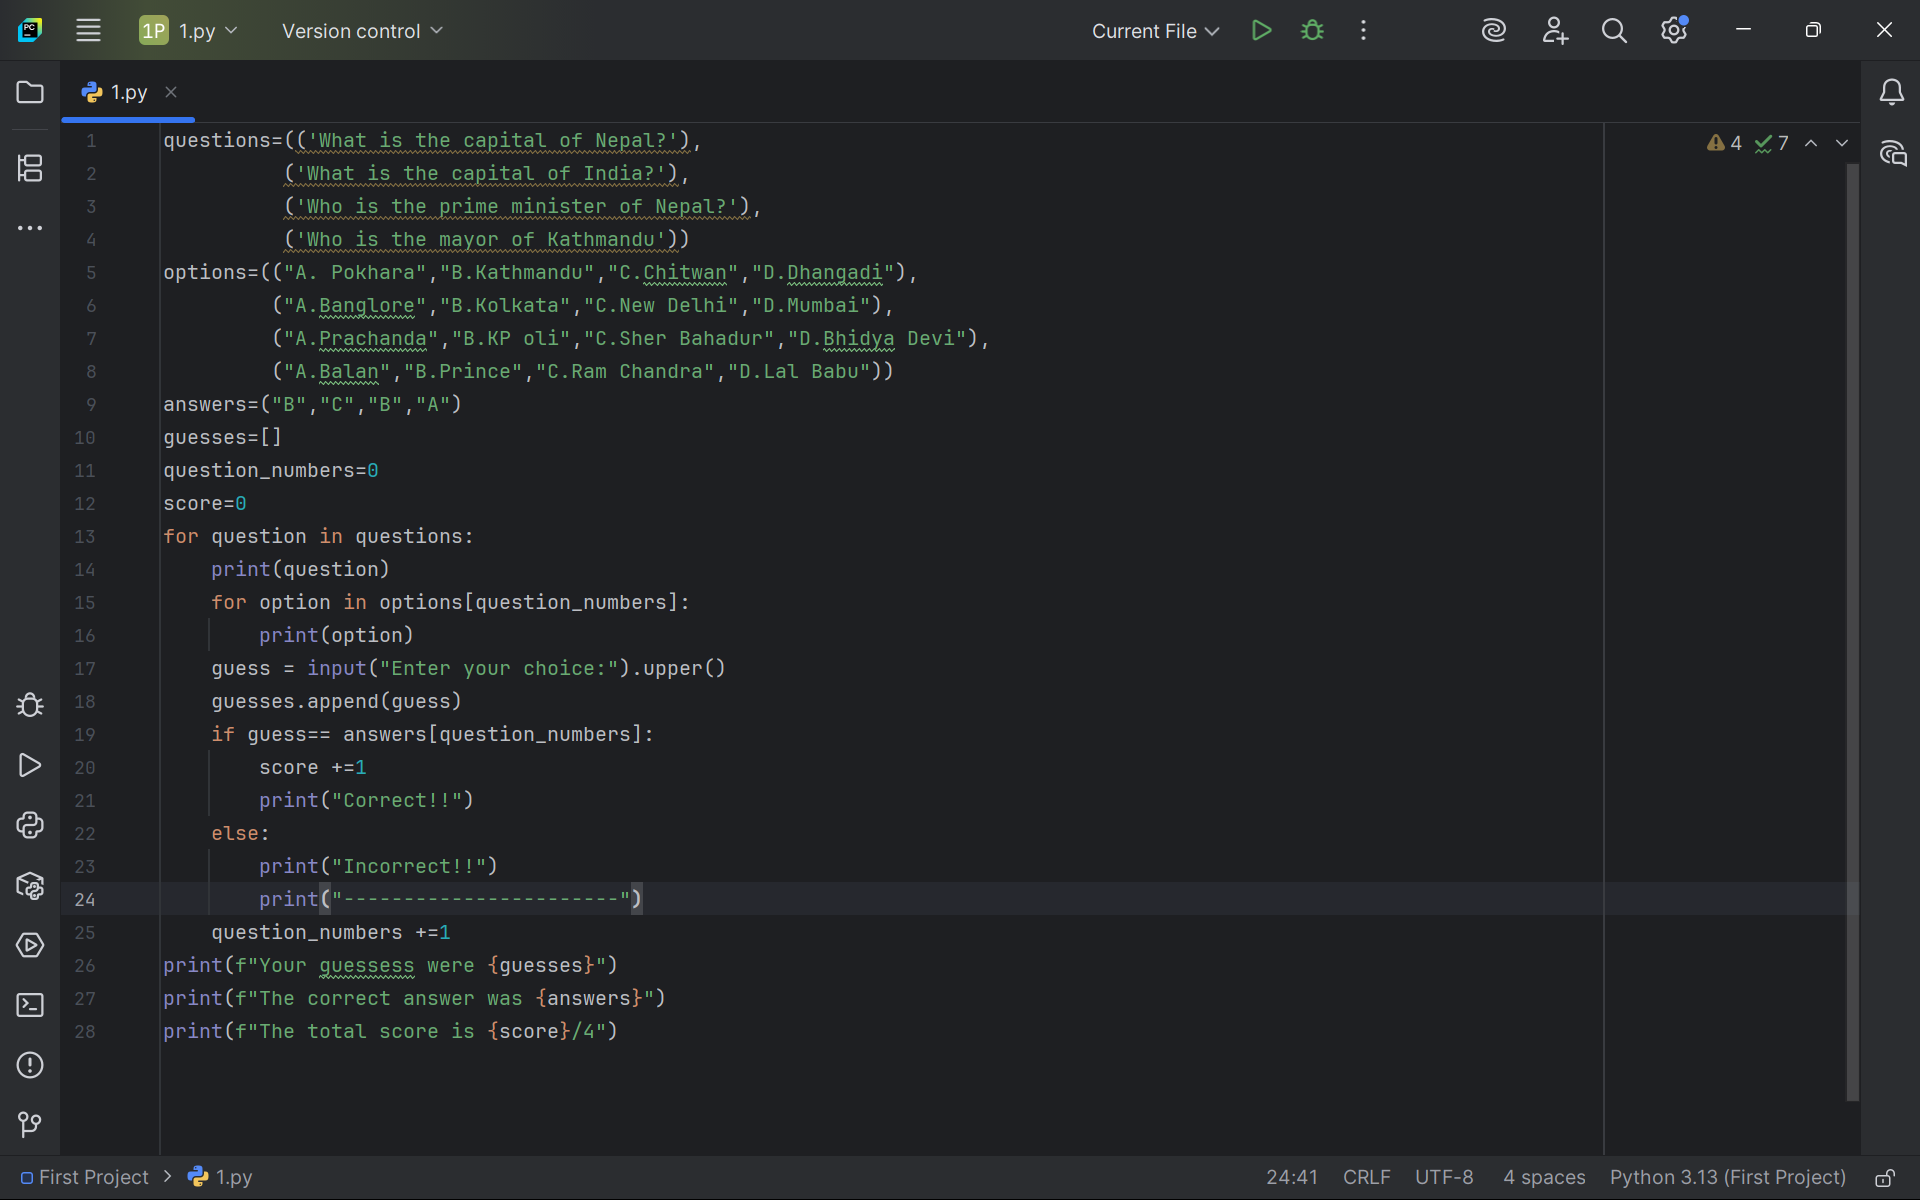 PC
1P 1.py Version control Current File
1.py
4 7
1 questions=(('What is the capital of Nepal?'),
2 ('What is the capital of India?'),
3 ('Who is the prime minister of Nepal?'),
4 ('Who is the mayor of Kathmandu'))
5 options=(("A. Pokhara","B.Kathmandu","C.Chitwan","D.Dhangadi"),
6 ("A.Banglore","B.Kolkata","C.New Delhi","D.Mumbai"),
7 ("A.Prachanda","B.KP oli","C.Sher Bahadur","D.Bhidya Devi"),
8 ("A.Balan","B.Prince","C.Ram Chandra","D.Lal Babu"))
9 answers=("B","C","B","A")
10 guesses=[]
11 question_numbers=0
12 score=0
13 for question in questions:
14     print(question)
15     for option in options[question_numbers]:
16         print(option)
17     guess = input("Enter your choice:").upper()
18     guesses.append(guess)
19     if guess== answers[question_numbers]:
20         score +=1
21         print("Correct!!")
22     else:
23         print("Incorrect!!")
24         print("-----------------------")
25     question_numbers +=1
26 print(f"Your guessess were {guesses}")
27 print(f"The correct answer was {answers}")
28 print(f"The total score is {score}/4")
First Project > 1.py 24:41 CRLF UTF-8 4 spaces Python 3.13 (First Project)